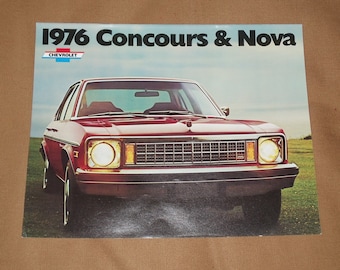 1976 Concours & Nova
CHEVROLET